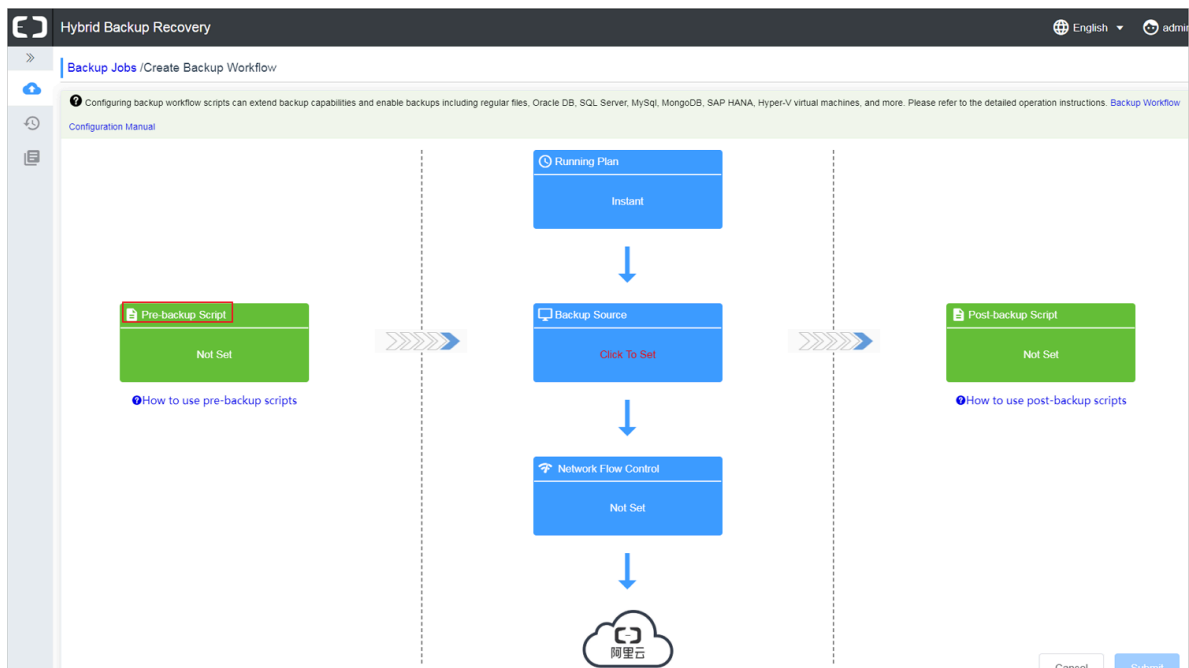 Hybrid Backup Recovery
English
admin
Backup Jobs /Create Backup Workflow
Configuring backup workflow scripts can extend backup capabilities and enable backups including regular files, Oracle DB, SQL Server, MySql, MongoDB, SAP HANA, Hyper-V virtual machines, and more. Please refer to the detailed operation instructions. Backup Workflow
Configuration Manual
Running Plan
Instant
Pre-backup Script
Not Set
How to use pre-backup scripts
Backup Source
Click To Set
Post-backup Script
Not Set
How to use post-backup scripts
Network Flow Control
Not Set
阿里云
Cancel
Submit